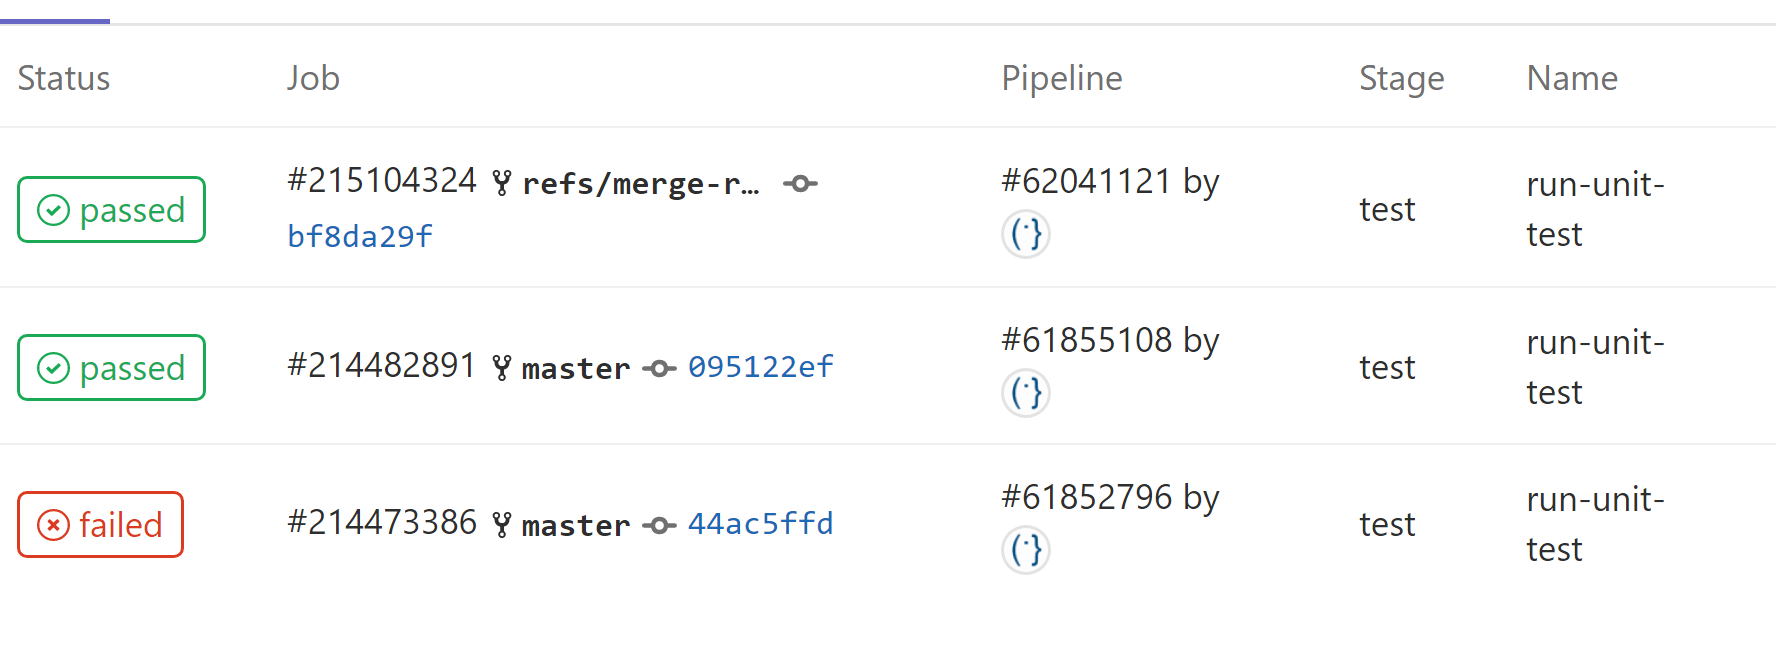 Status Job Pipeline Stage Name
passed #215104324 refs/merge-r… bf8da29f #62041121 by test run-unit-test
passed #214482891 master 095122ef #61855108 by test run-unit-test
failed #214473386 master 44ac5ffd #61852796 by test run-unit-test